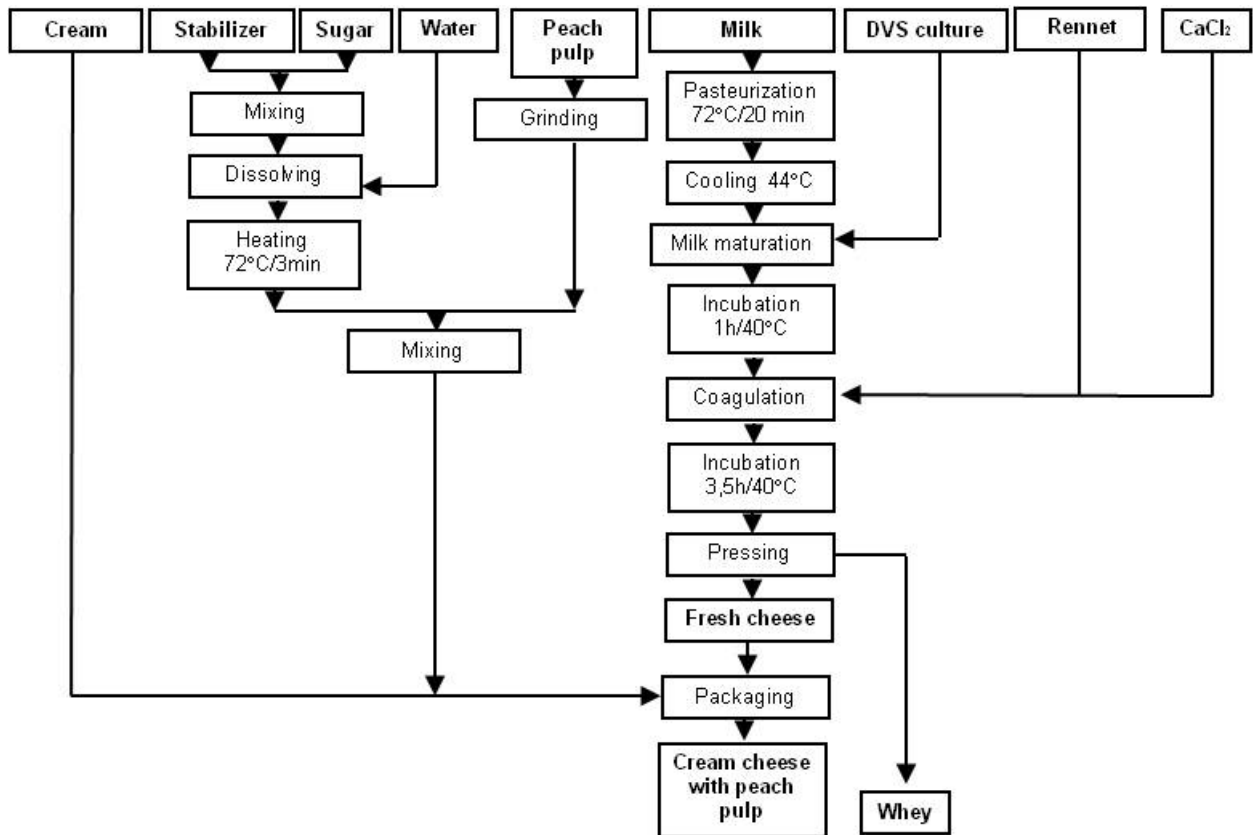 Cream
Stabilizer
Sugar
Water
Peach
pulp
Milk
DVS culture
Rennet
CaCl₂
Mixing
Grinding
Pasteurization
72°C/20 min
Dissolving
Cooling 44°C
Heating
72°C/3min
Milk maturation
Incubation
1h/40°C
Mixing
Coagulation
Incubation
3,5h/40°C
Pressing
Fresh cheese
Packaging
Cream cheese
with peach
pulp
Whey